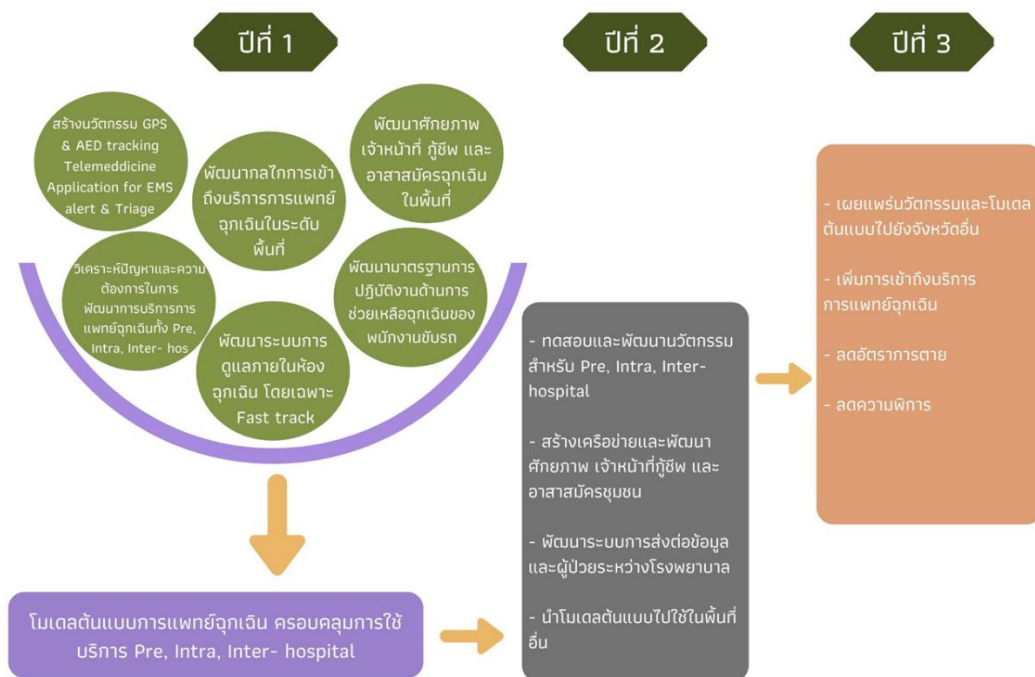 ปีที่ 1
ปีที่ 2
ปีที่ 3
สร้างนวัตกรรม GPS
& AED tracking
Telemeddicine
Application for EMS
alert & Triage
พัฒนากลไกการเข้า
ถึงบริการการแพทย์
ฉุกเฉินในระดับ
พื้นที่
พัฒนาศักยภาพ
เจ้าหน้าที่ กู้ชีพ และ
อาสาสมัครฉุกเฉิน
ในพื้นที่
วิเคราะห์ปัญหาและความ
ต้องการในการ
พัฒนาการบริการการ
แพทย์ฉุกเฉินทั้ง Pre,
Intra, Inter- hos
พัฒนาระบบการ
ดูแลภายในห้อง
ฉุกเฉิน โดยเฉพาะ
Fast track
พัฒนามาตรฐานการ
ปฏิบัติงานด้านการ
ช่วยเหลือฉุกเฉินของ
พนักงานขับรถ
โมเดลต้นแบบการแพทย์ฉุกเฉิน ครอบคลุมการใช้
บริการ Pre, Intra, Inter- hospital
- ทดสอบและพัฒนานวัตกรรม
สำหรับ Pre, Intra, Inter-
hospital
- สร้างเครือข่ายและพัฒนา
ศักยภาพ เจ้าหน้าที่กู้ชีพ และ
อาสาสมัครชุมชน
- พัฒนาระบบการส่งต่อข้อมูล
และผู้ป่วยระหว่างโรงพยาบาล
- นำโมเดลต้นแบบไปใช้ในพื้นที่
อื่น
- เผยแพร่นวัตกรรมและโมเดล
ต้นแบบไปยังจังหวัดอื่น
- เพิ่มการเข้าถึงบริการ
การแพทย์ฉุกเฉิน
- ลดอัตราการตาย
- ลดความพิการ